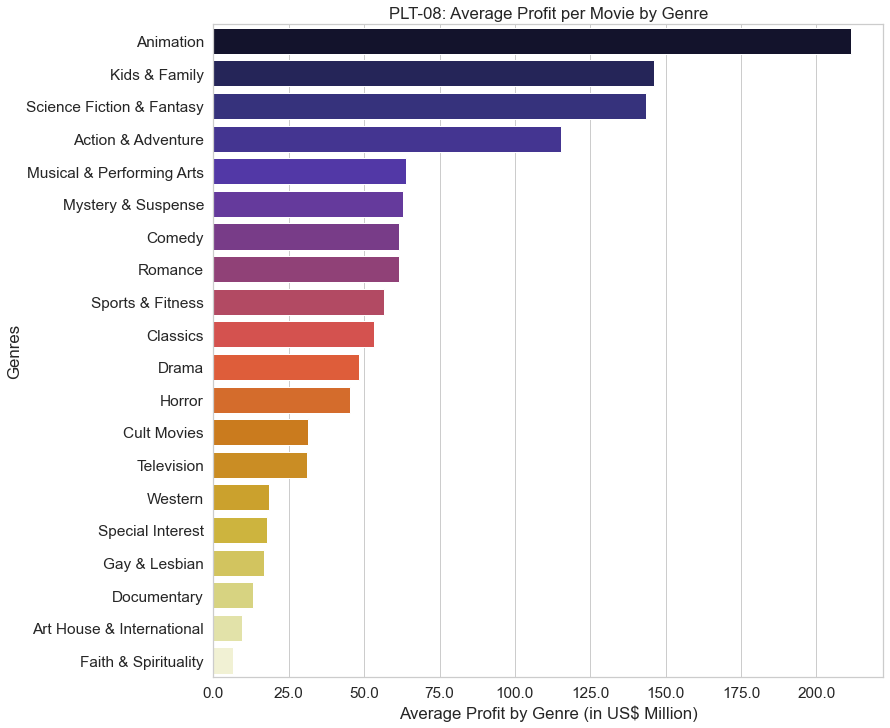 PLT-08: Average Profit per Movie by Genre
Genres
Animation
Kids & Family
Science Fiction & Fantasy
Action & Adventure
Musical & Performing Arts
Mystery & Suspense
Comedy
Romance
Sports & Fitness
Classics
Drama
Horror
Cult Movies
Television
Western
Special Interest
Gay & Lesbian
Documentary
Art House & International
Faith & Spirituality
0.0 25.0 50.0 75.0 100.0 125.0 150.0 175.0 200.0
Average Profit by Genre (in US$ Million)